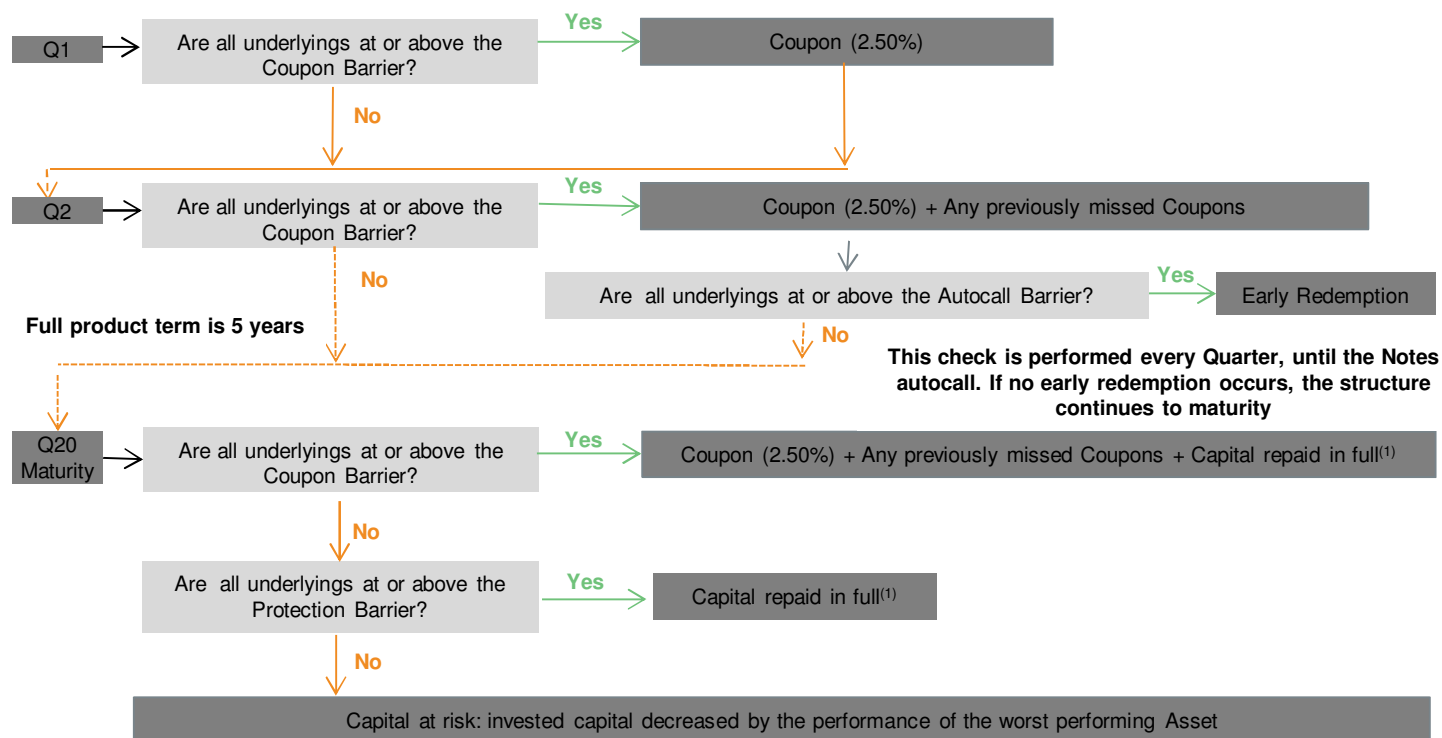 Yes
Q1
Are all underlyings at or above the
Coupon Barrier?
Coupon (2.50%)
No
Yes
Q2
Are all underlyings at or above the
Coupon Barrier?
Coupon (2.50%) + Any previously missed Coupons
No
Yes
Are all underlyings at or above the Autocall Barrier?
Early Redemption
Full product term is 5 years
No
This check is performed every Quarter, until the Notes
autocall. If no early redemption occurs, the structure
continues to maturity
Q20
Maturity
Are all underlyings at or above the
Coupon Barrier?
Yes
Coupon (2.50%) + Any previously missed Coupons + Capital repaid in full(1)
No
Are all underlyings at or above the
Protection Barrier?
Yes
Capital repaid in full(1)
No
Capital at risk: invested capital decreased by the performance of the worst performing Asset